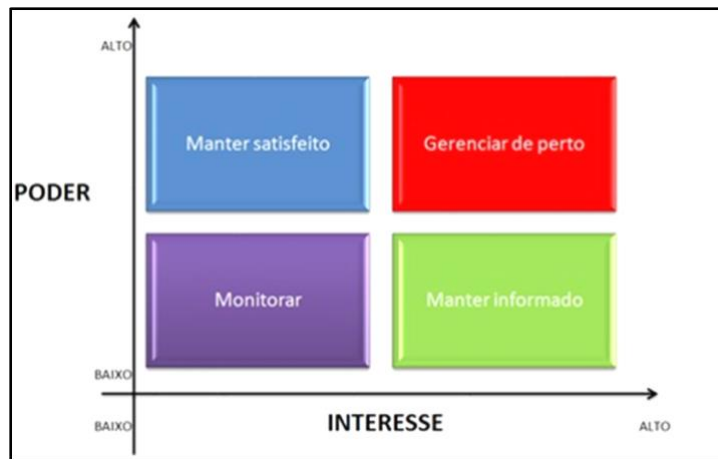 ALTO
Manter satisfeito
Gerenciar de perto
PODER
Monitorar
Manter informado
BAIXO
BAIXO
INTERESSE
ALTO